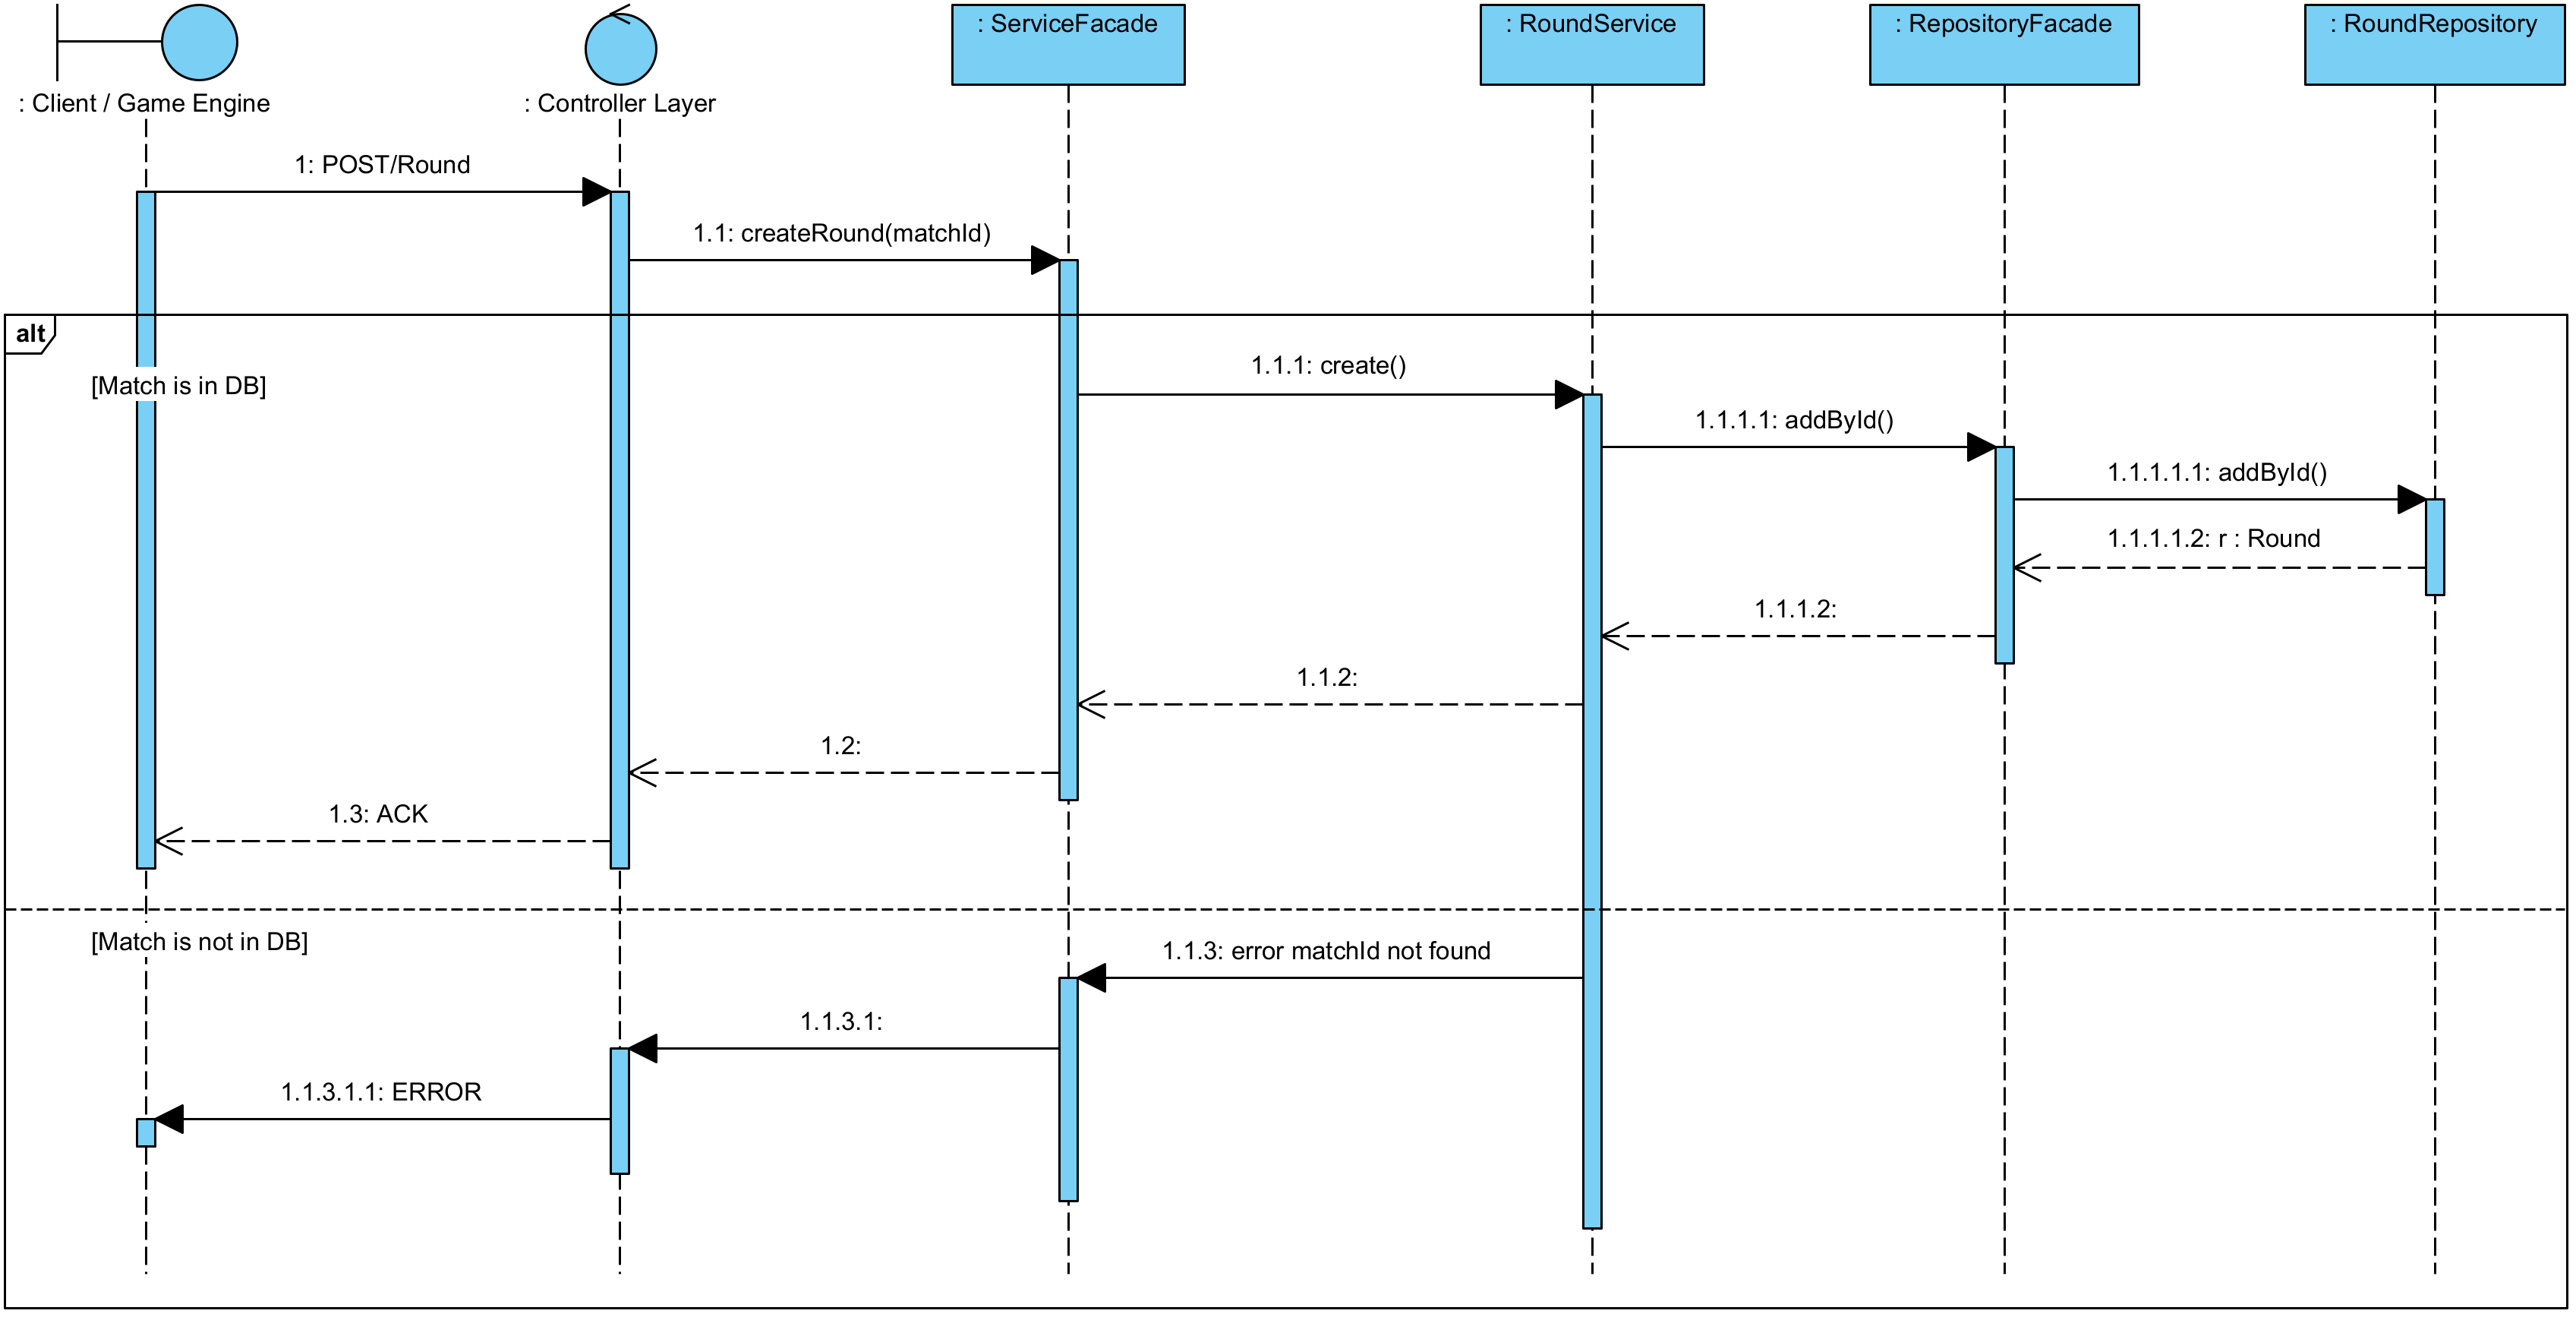 : Client / Game Engine
: Controller Layer
: ServiceFacade
: RoundService
: RepositoryFacade
: RoundRepository
1: POST/Round
1.1: createRound(matchId)
alt
[Match is in DB]
1.1.1: create()
1.1.1.1: addById()
1.1.1.1.1: addById()
1.1.1.1.2: r : Round
1.1.1.2:
1.1.2:
1.2:
1.3: ACK
[Match is not in DB]
1.1.3: error matchId not found
1.1.3.1:
1.1.3.1.1: ERROR